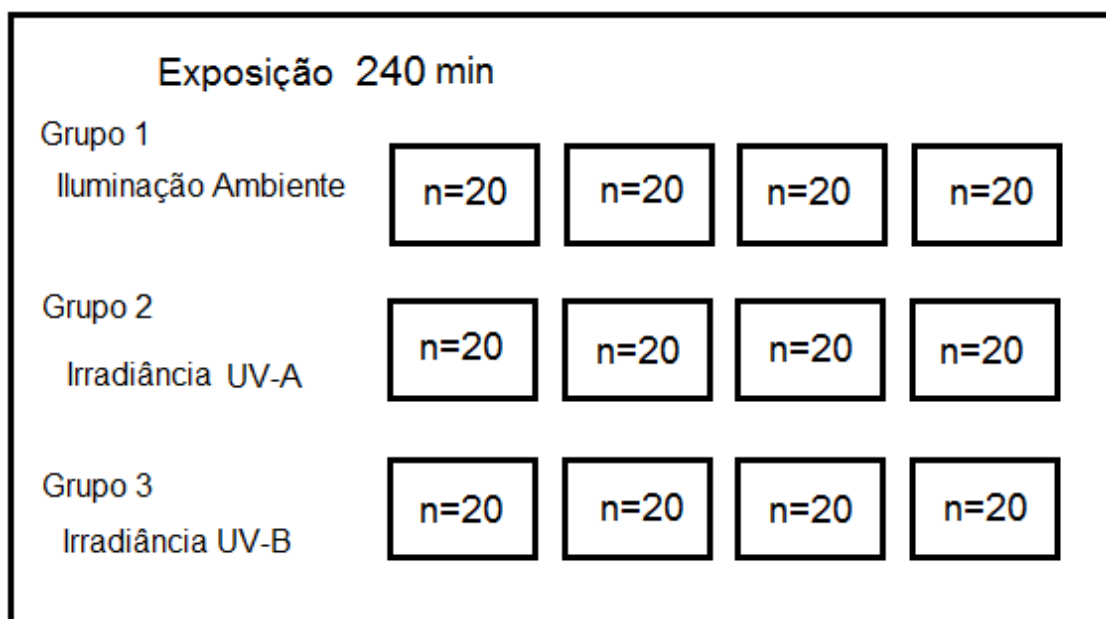 Exposição 240 min
Grupo 1
Iluminação Ambiente
n=20 n=20 n=20 n=20
Grupo 2
Irradiância UV-A
n=20 n=20 n=20 n=20
Grupo 3
Irradiância UV-B
n=20 n=20 n=20 n=20